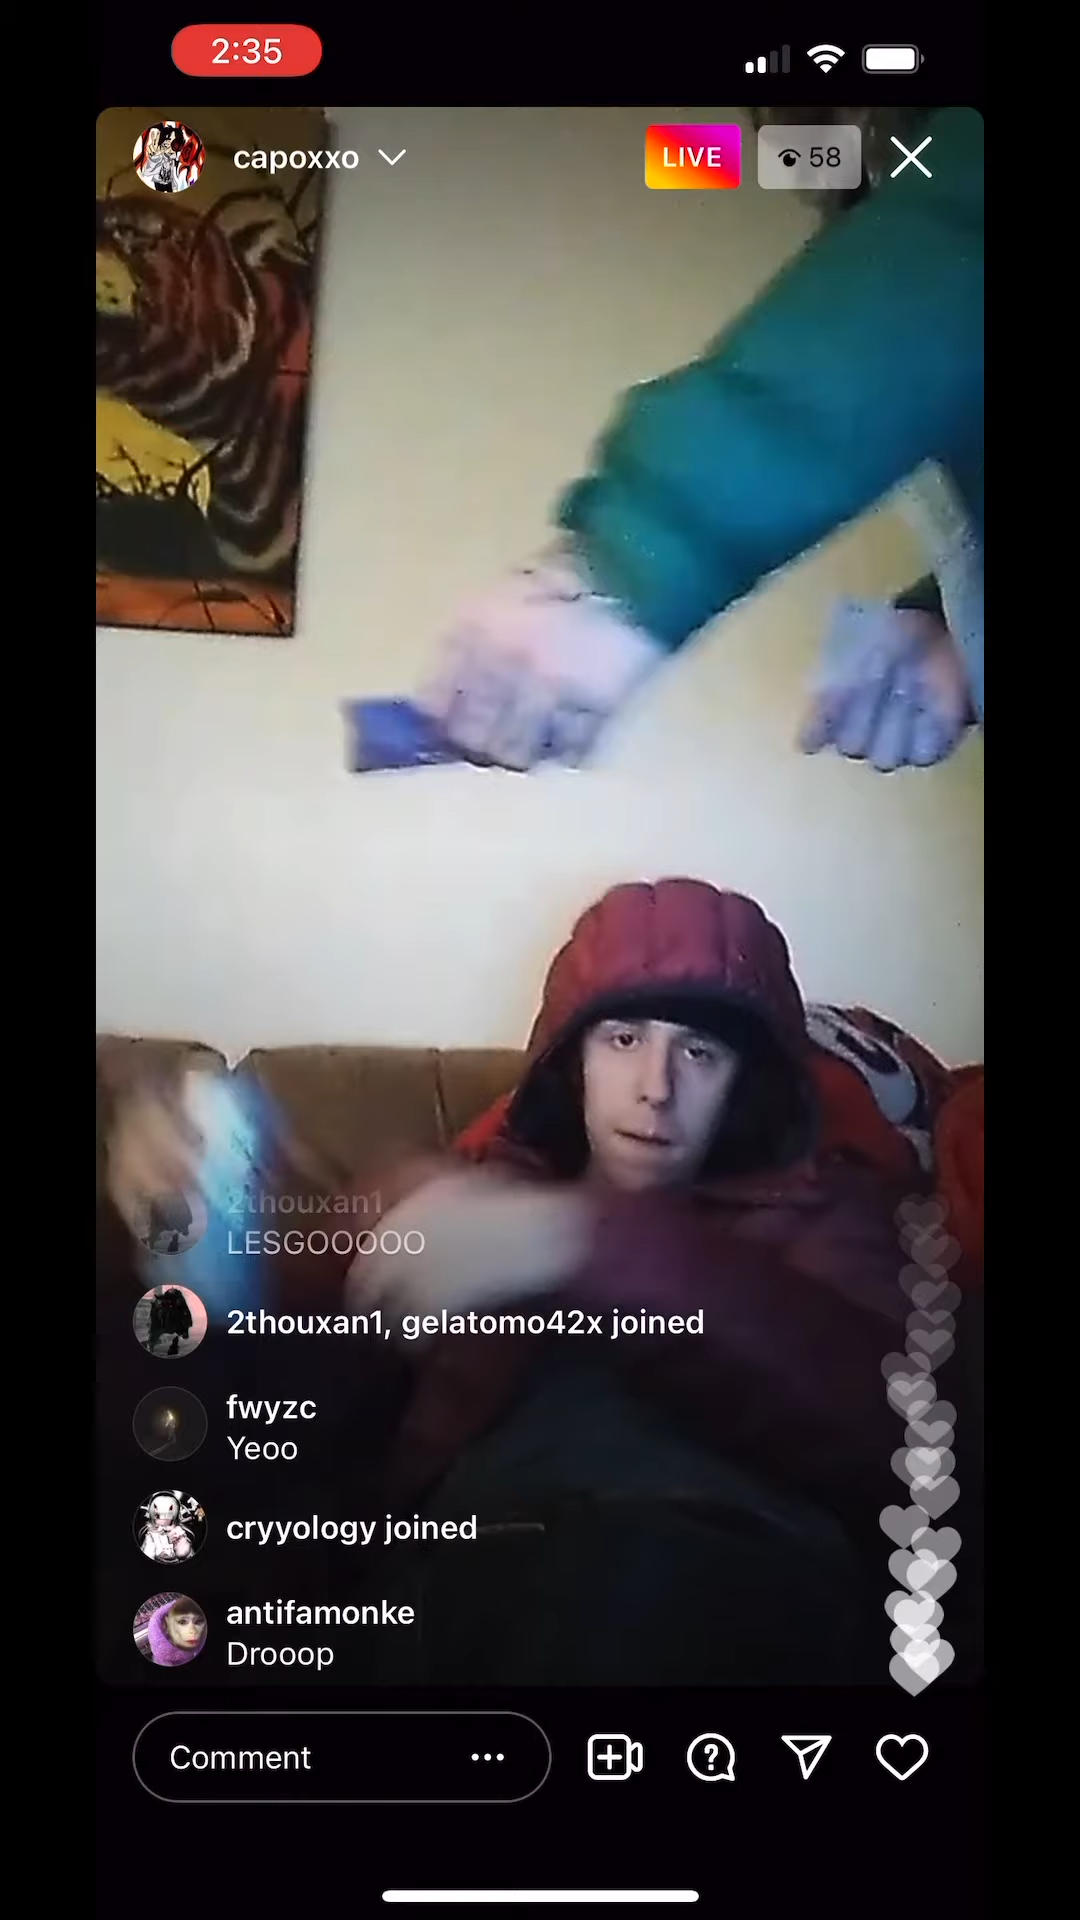 2:35
capoxxo
LIVE
58
2thouxan1
LESGOOOOO
2thouxan1, gelatomo42x joined
fwyzc
Yeoo
cryyology joined
antifamonke
Drooop
Comment